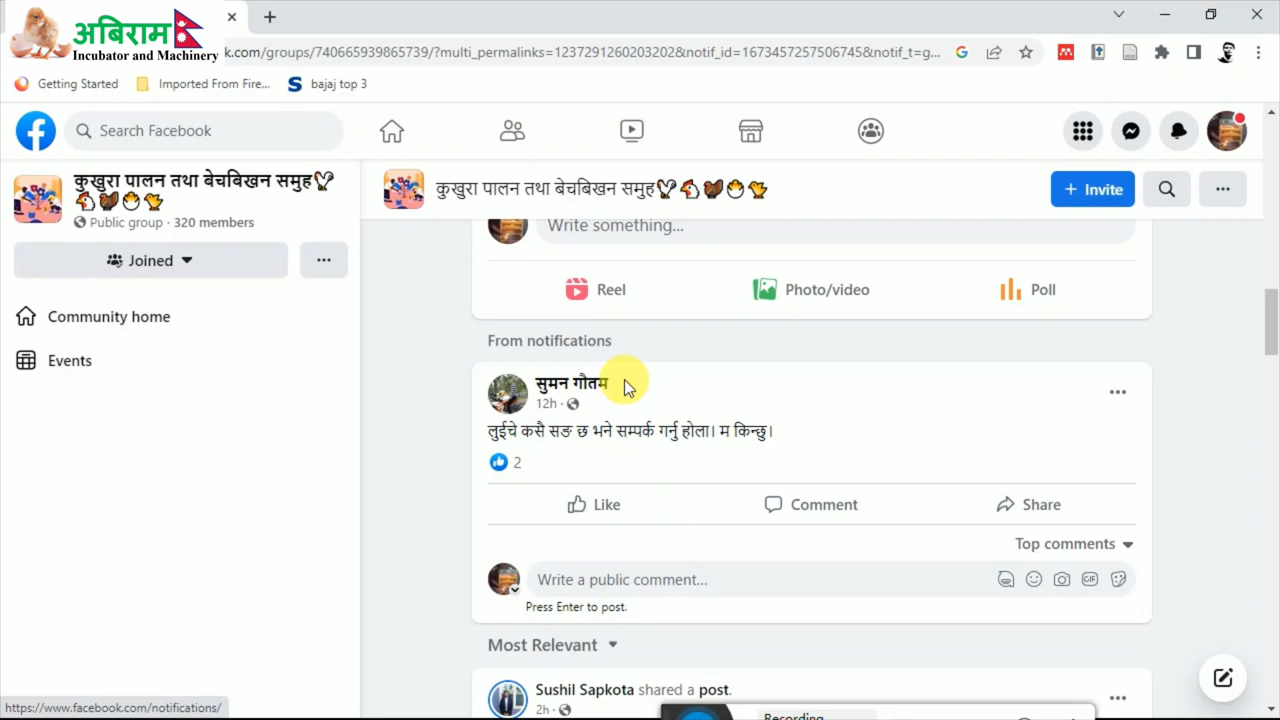 अबिराम
Incubator and Machinery
k.com/groups/740665939865739/?multi_permalinks=1237291260203202&notif_id=1673457257506745&notif_t=g...
Getting Started
Imported From Fire...
bajaj top 3
Search Facebook
कुखुरा पालन तथा बेचबिखन समुह
Public group · 320 members
Joined
Community home
Events
कुखुरा पालन तथा बेचबिखन समुह
+ Invite
Write something...
Reel
Photo/video
Poll
From notifications
सुमन गौतम
12h ·
लुईचे कसै सङ छ भने सम्पर्क गर्नु होला। म किन्छु।
2
Like
Comment
Share
Top comments
Write a public comment...
GIF
Press Enter to post.
Most Relevant
Sushil Sapkota shared a post.
2h ·
https://www.facebook.com/notifications/
Recording